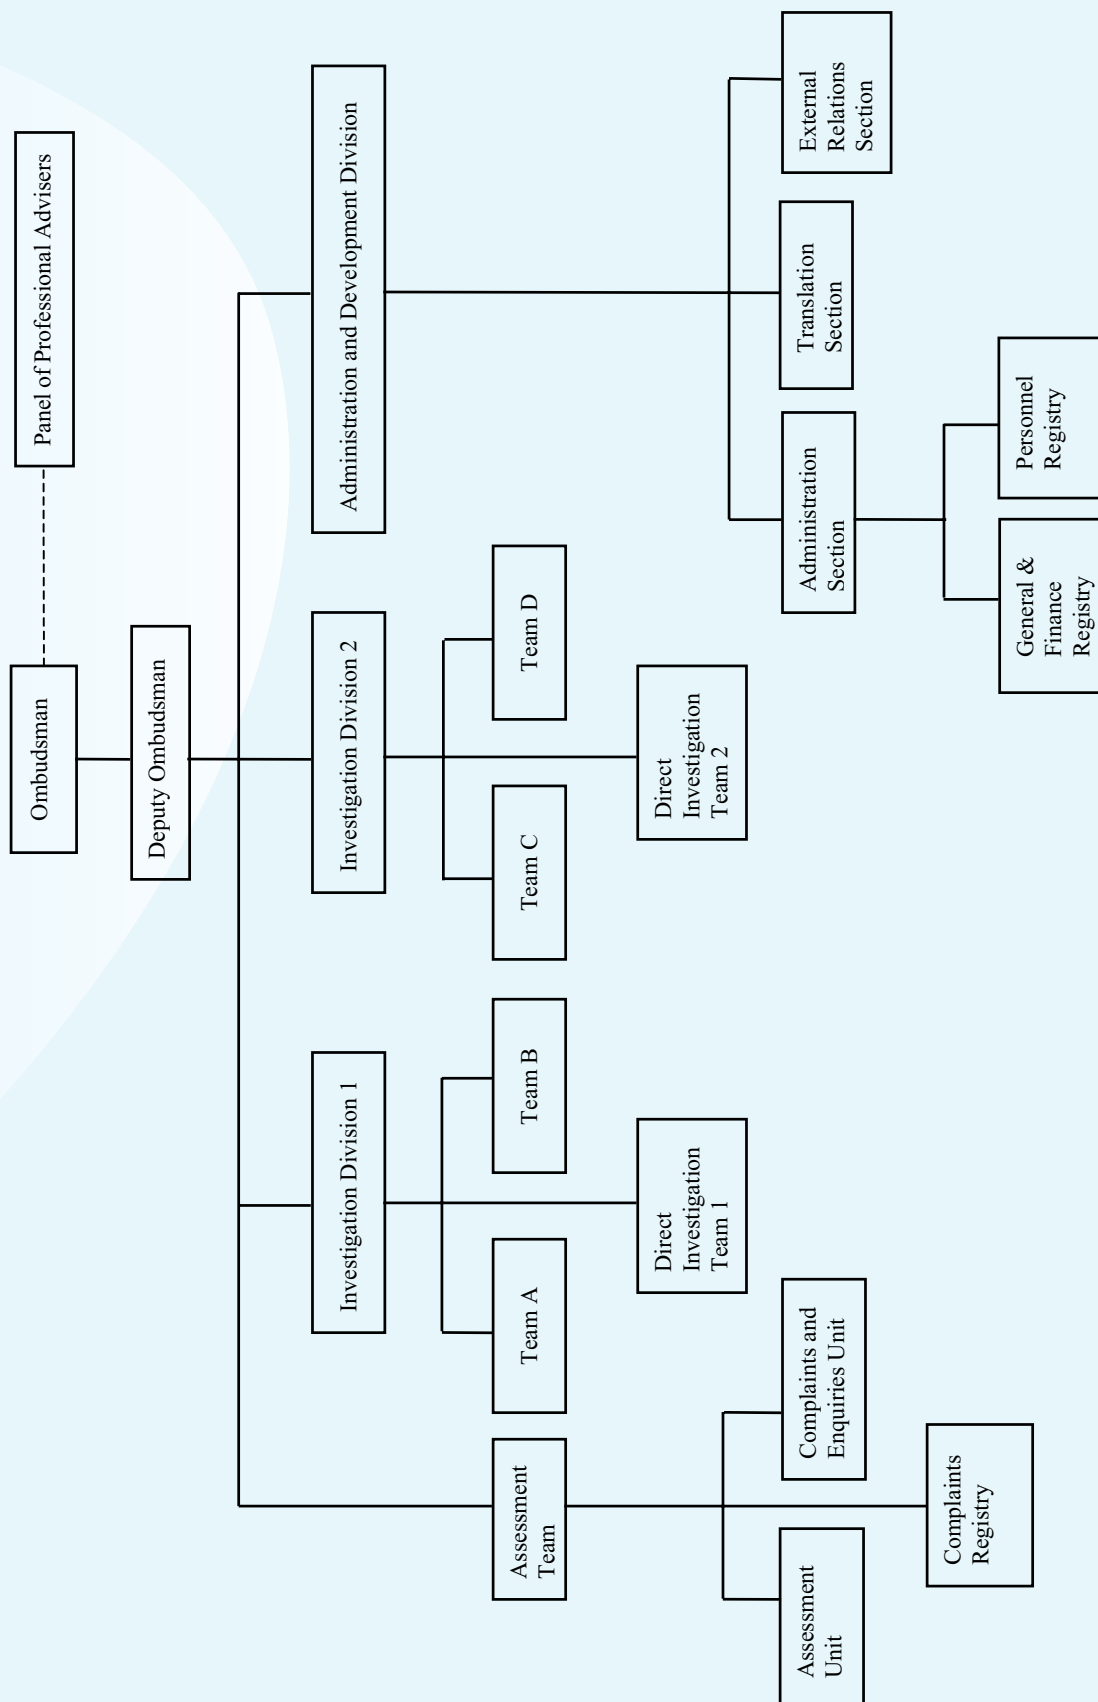 Ombudsman
Panel of Professional Advisers
Deputy Ombudsman
Investigation Division 1
Investigation Division 2
Administration and Development Division
Assessment
Team
Team A
Team B
Team C
Team D
Direct
Investigation
Team 1
Direct
Investigation
Team 2
Assessment
Unit
Complaints and
Enquiries Unit
Administration
Section
Translation
Section
External
Relations
Section
Complaints
Registry
General &
Finance
Registry
Personnel
Registry